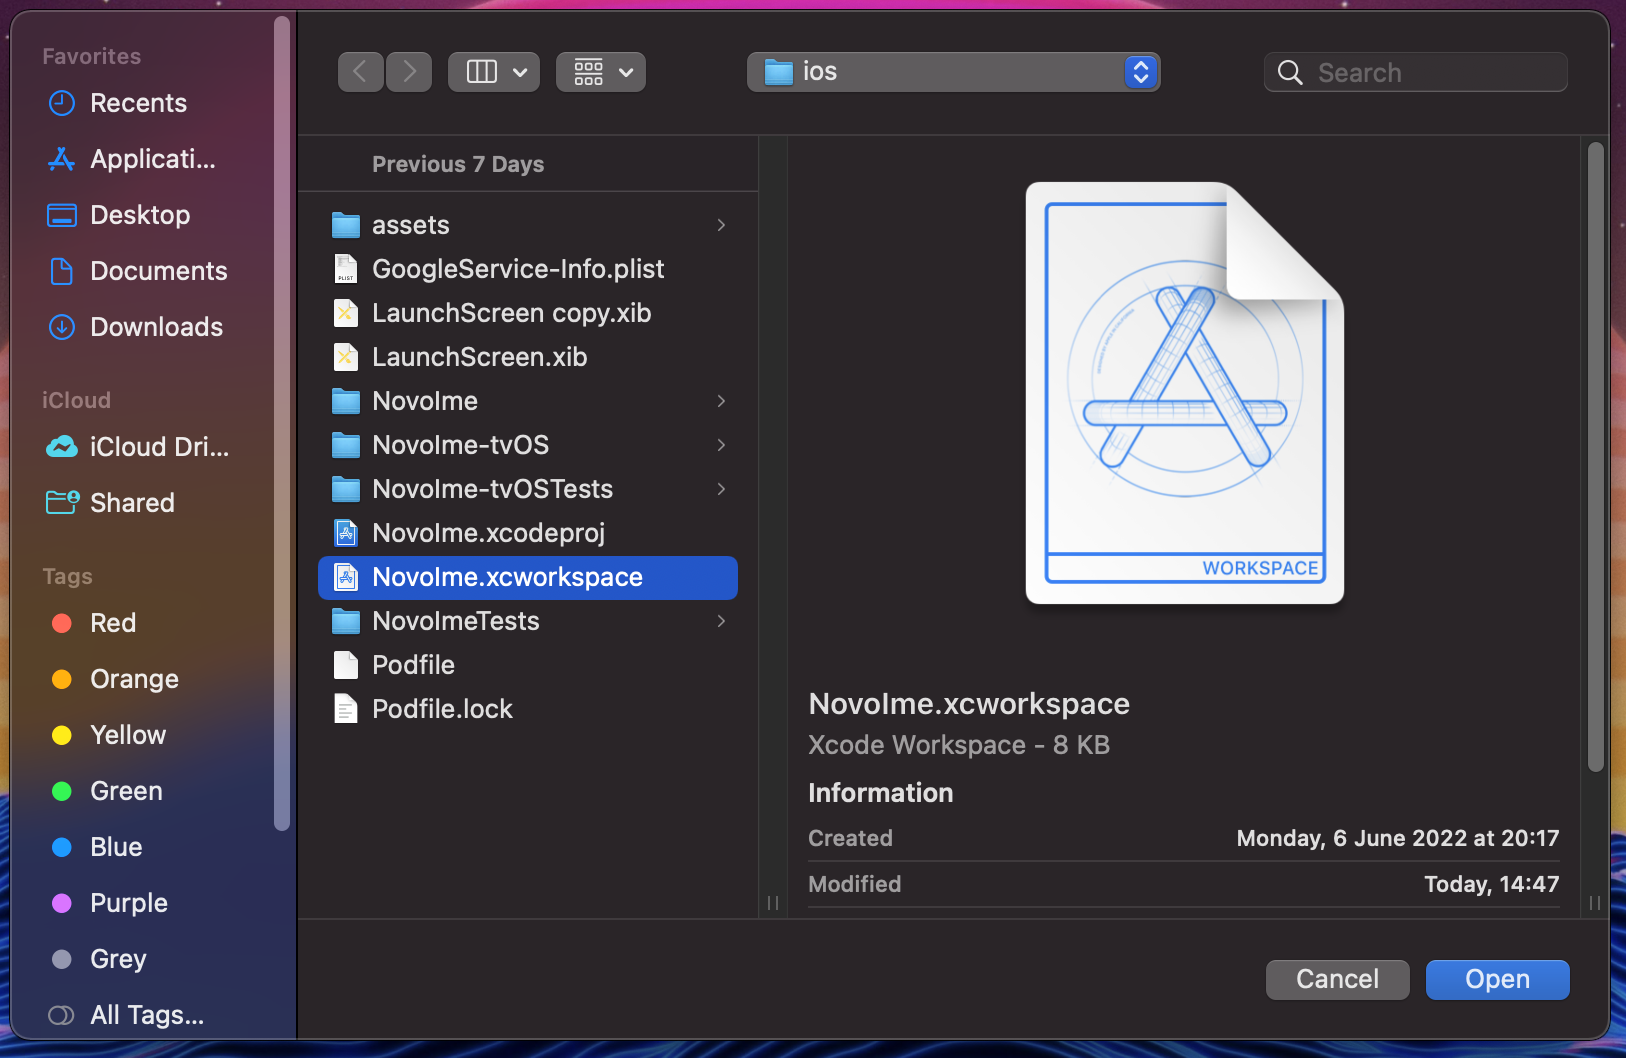 Favorites
Recents
Applicati...
Desktop
Documents
Downloads
iCloud
iCloud Dri...
Shared
Tags
Red
Orange
Yellow
Green
Blue
Purple
Grey
All Tags...
ios
Search
Previous 7 Days
assets
GoogleService-Info.plist
LaunchScreen copy.xib
LaunchScreen.xib
NovoIme
NovoIme-tvOS
NovoIme-tvOSTests
NovoIme.xcodeproj
NovoIme.xcworkspace
NovoImeTests
Podfile
Podfile.lock
PLIST
WORKSPACE
NovoIme.xcworkspace
Xcode Workspace - 8 KB
Information
Created Monday, 6 June 2022 at 20:17
Modified Today, 14:47
Cancel
Open